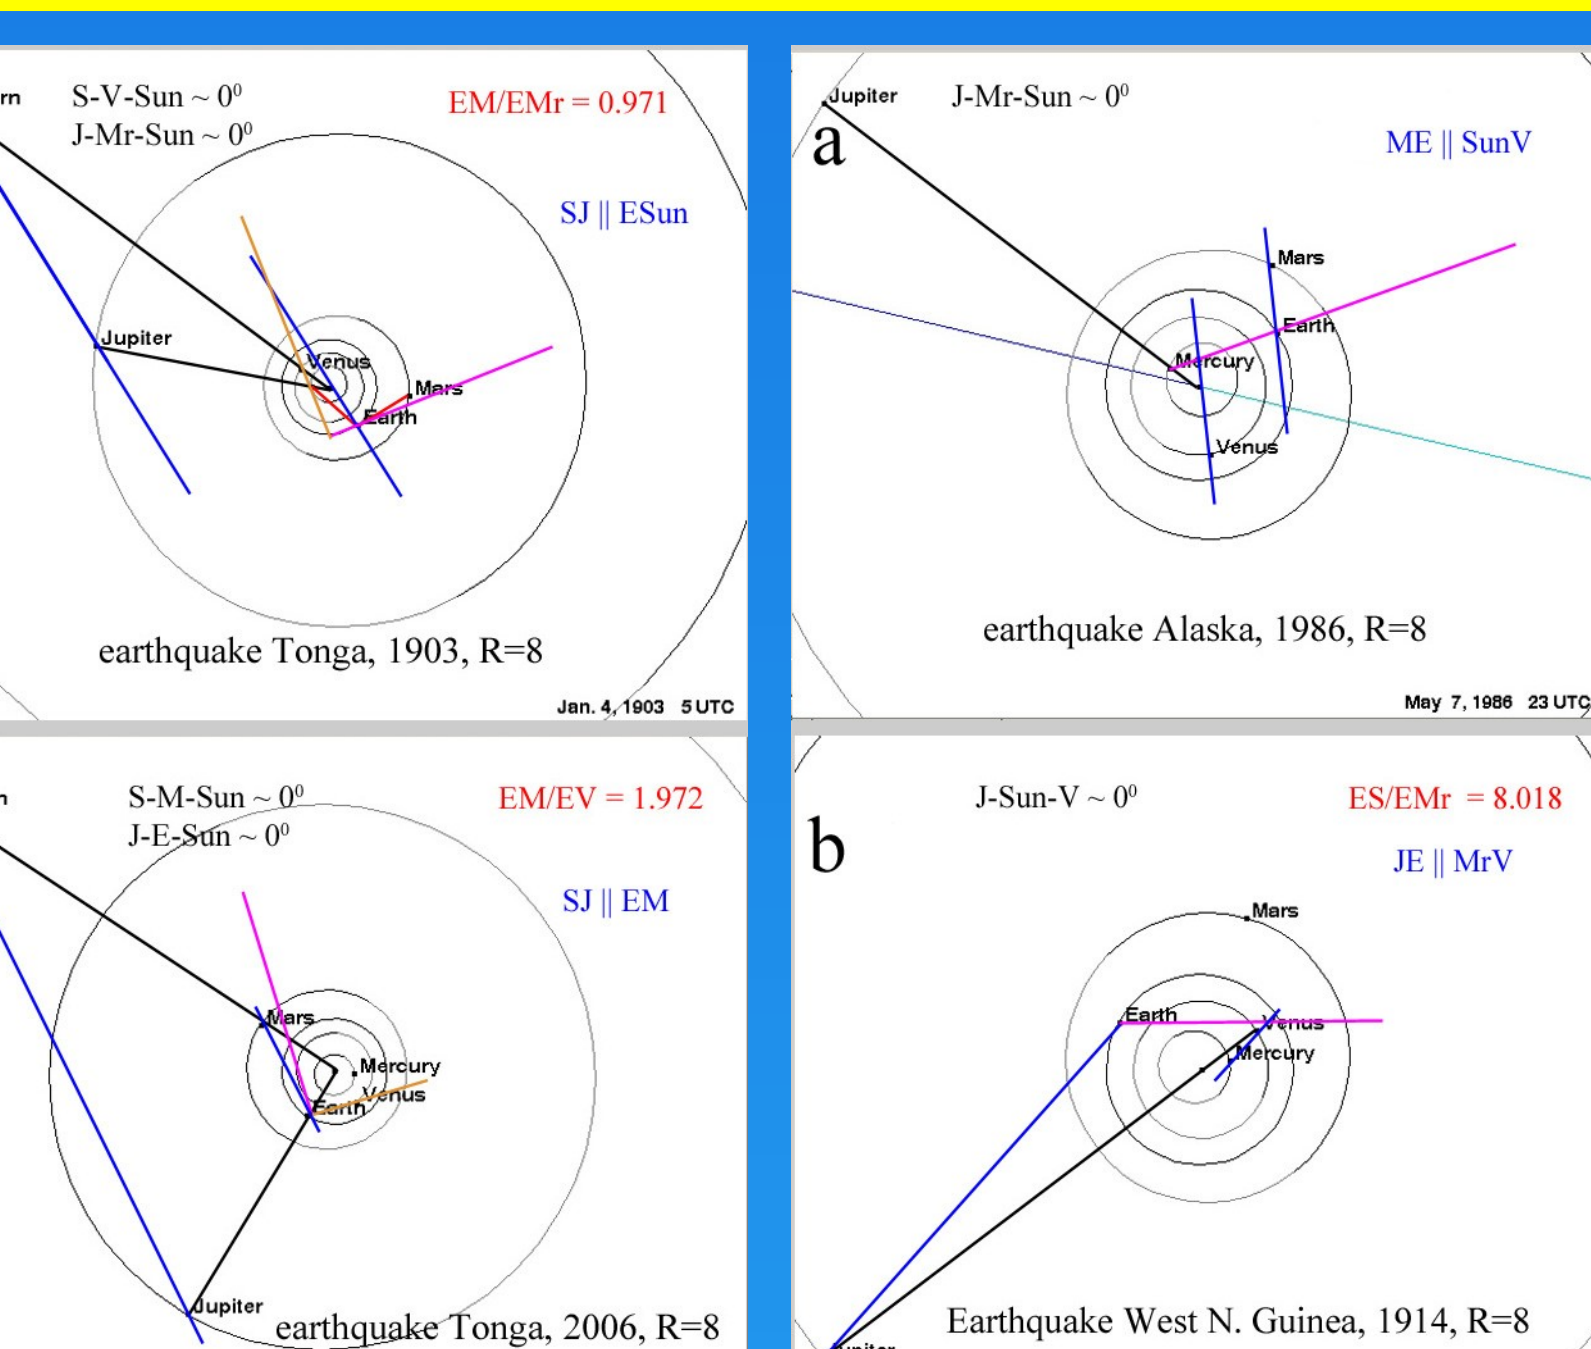 rn
S-V-Sun ~ 0⁰
J-Mr-Sun ~ 0⁰
EM/EMr = 0.971
SJ || ESun
Jupiter
Venus
Mars
Earth
earthquake Tonga, 1903, R=8
Jan. 4, 1903 5 UTC
Jupiter
J-Mr-Sun ~ 0⁰
a
ME || SunV
Mars
Earth
Mercury
Venus
earthquake Alaska, 1986, R=8
May 7, 1986 23 UTC
n
S-M-Sun ~ 0⁰
J-E-Sun ~ 0⁰
EM/EV = 1.972
SJ || EM
Mars
Mercury
Venus
Earth
Jupiter
earthquake Tonga, 2006, R=8
J-Sun-V ~ 0⁰
ES/EMr = 8.018
b
JE || MrV
Mars
Earth
Venus
Mercury
Earthquake West N. Guinea, 1914, R=8
Jupiter